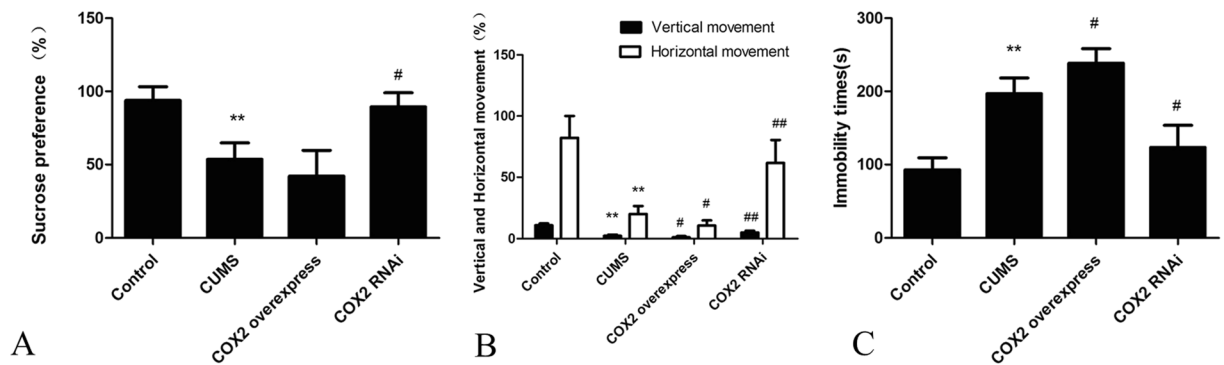 Sucrose preference (%)
150
100
50
0
**
#
Control
CUMS
COX2 overexpress
COX2 RNAi
A
Vertical movement
Horizontal movement
Vertical and Horizontal movement (%)
150
100
50
0
**
**
#
#
##
##
Control
CUMS
COX2 overexpress
COX2 RNAi
B
Immobility times(s)
300
200
100
0
**
#
#
Control
CUMS
COX2 overexpress
COX2 RNAi
C